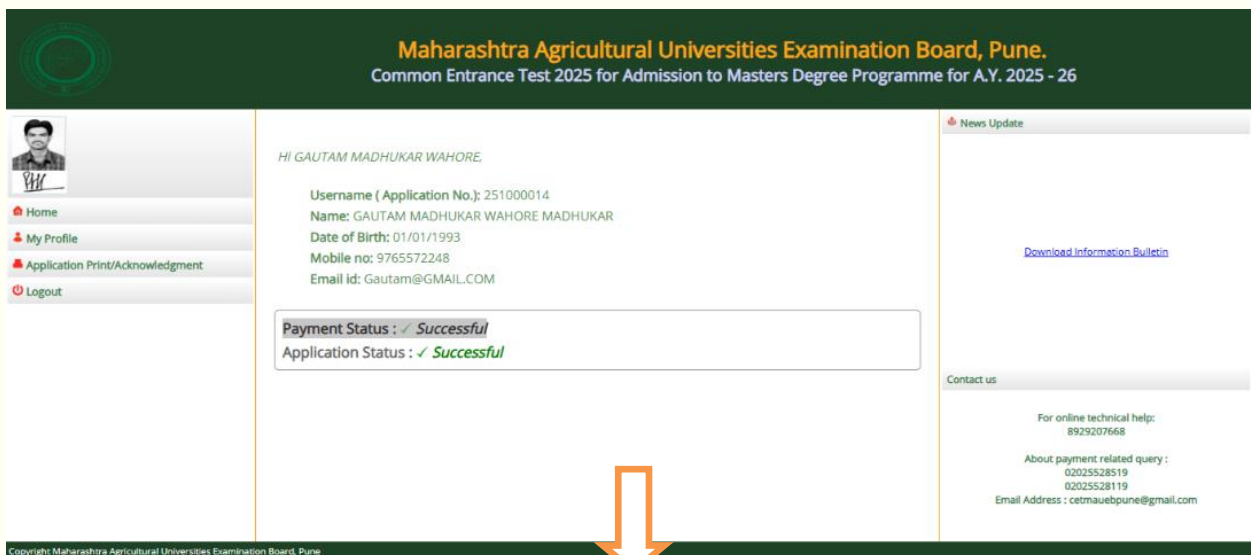 Maharashtra Agricultural Universities Examination Board, Pune.
Common Entrance Test 2025 for Admission to Masters Degree Programme for A.Y. 2025 - 26
Home
My Profile
Application Print/Acknowledgment
Logout
HI GAUTAM MADHUKAR WAHORE,
Username ( Application No.): 251000014
Name: GAUTAM MADHUKAR WAHORE MADHUKAR
Date of Birth: 01/01/1993
Mobile no: 9765572248
Email id: Gautam@GMAIL.COM
Payment Status : ✓ Successful
Application Status : ✓ Successful
News Update
Download Information Bulletin
Contact us
For online technical help:
8929207668
About payment related query :
02025528519
02025528119
Email Address : cetmauebpune@gmail.com
Copyright Maharashtra Agricultural Universities Examination Board, Pune